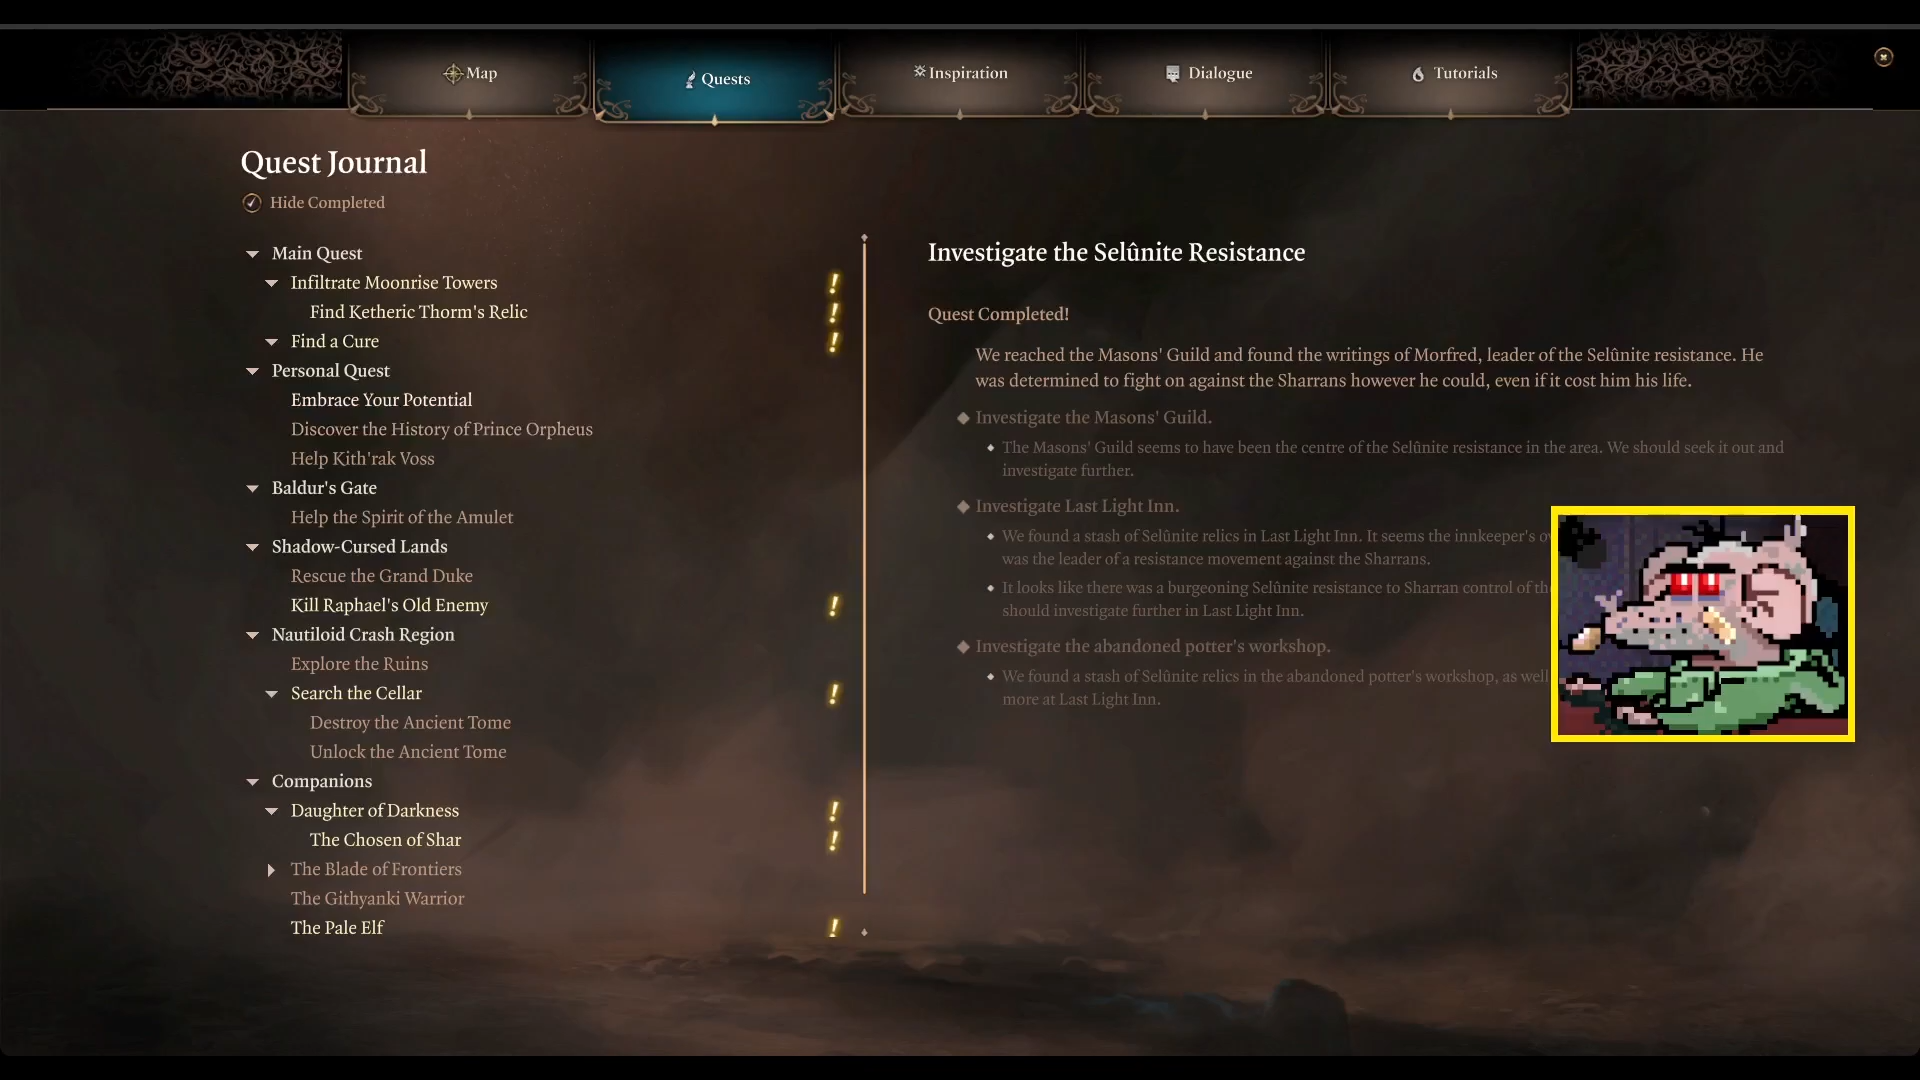 Map
Quests
Inspiration
Dialogue
Tutorials
Quest Journal
Hide Completed
Main Quest
Infiltrate Moonrise Towers
Find Ketheric Thorm's Relic
Find a Cure
Personal Quest
Embrace Your Potential
Discover the History of Prince Orpheus
Help Kith'rak Voss
Baldur's Gate
Help the Spirit of the Amulet
Shadow-Cursed Lands
Rescue the Grand Duke
Kill Raphael's Old Enemy
Nautiloid Crash Region
Explore the Ruins
Search the Cellar
Destroy the Ancient Tome
Unlock the Ancient Tome
Companions
Daughter of Darkness
The Chosen of Shar
The Blade of Frontiers
The Githyanki Warrior
The Pale Elf
Investigate the Selûnite Resistance
Quest Completed!
We reached the Masons' Guild and found the writings of Morfred, leader of the Selûnite resistance. He
was determined to fight on against the Sharrans however he could, even if it cost him his life.
Investigate the Masons' Guild.
The Masons' Guild seems to have been the centre of the Selûnite resistance in the area. We should seek it out and
investigate further.
Investigate Last Light Inn.
We found a stash of Selûnite relics in Last Light Inn. It seems the innkeeper's
was the leader of a resistance movement against the Sharrans.
It looks like there was a burgeoning Selûnite resistance to Sharran control of
should investigate further in Last Light Inn.
Investigate the abandoned potter's workshop.
We found a stash of Selûnite relics in the abandoned potter's workshop, as well
more at Last Light Inn.